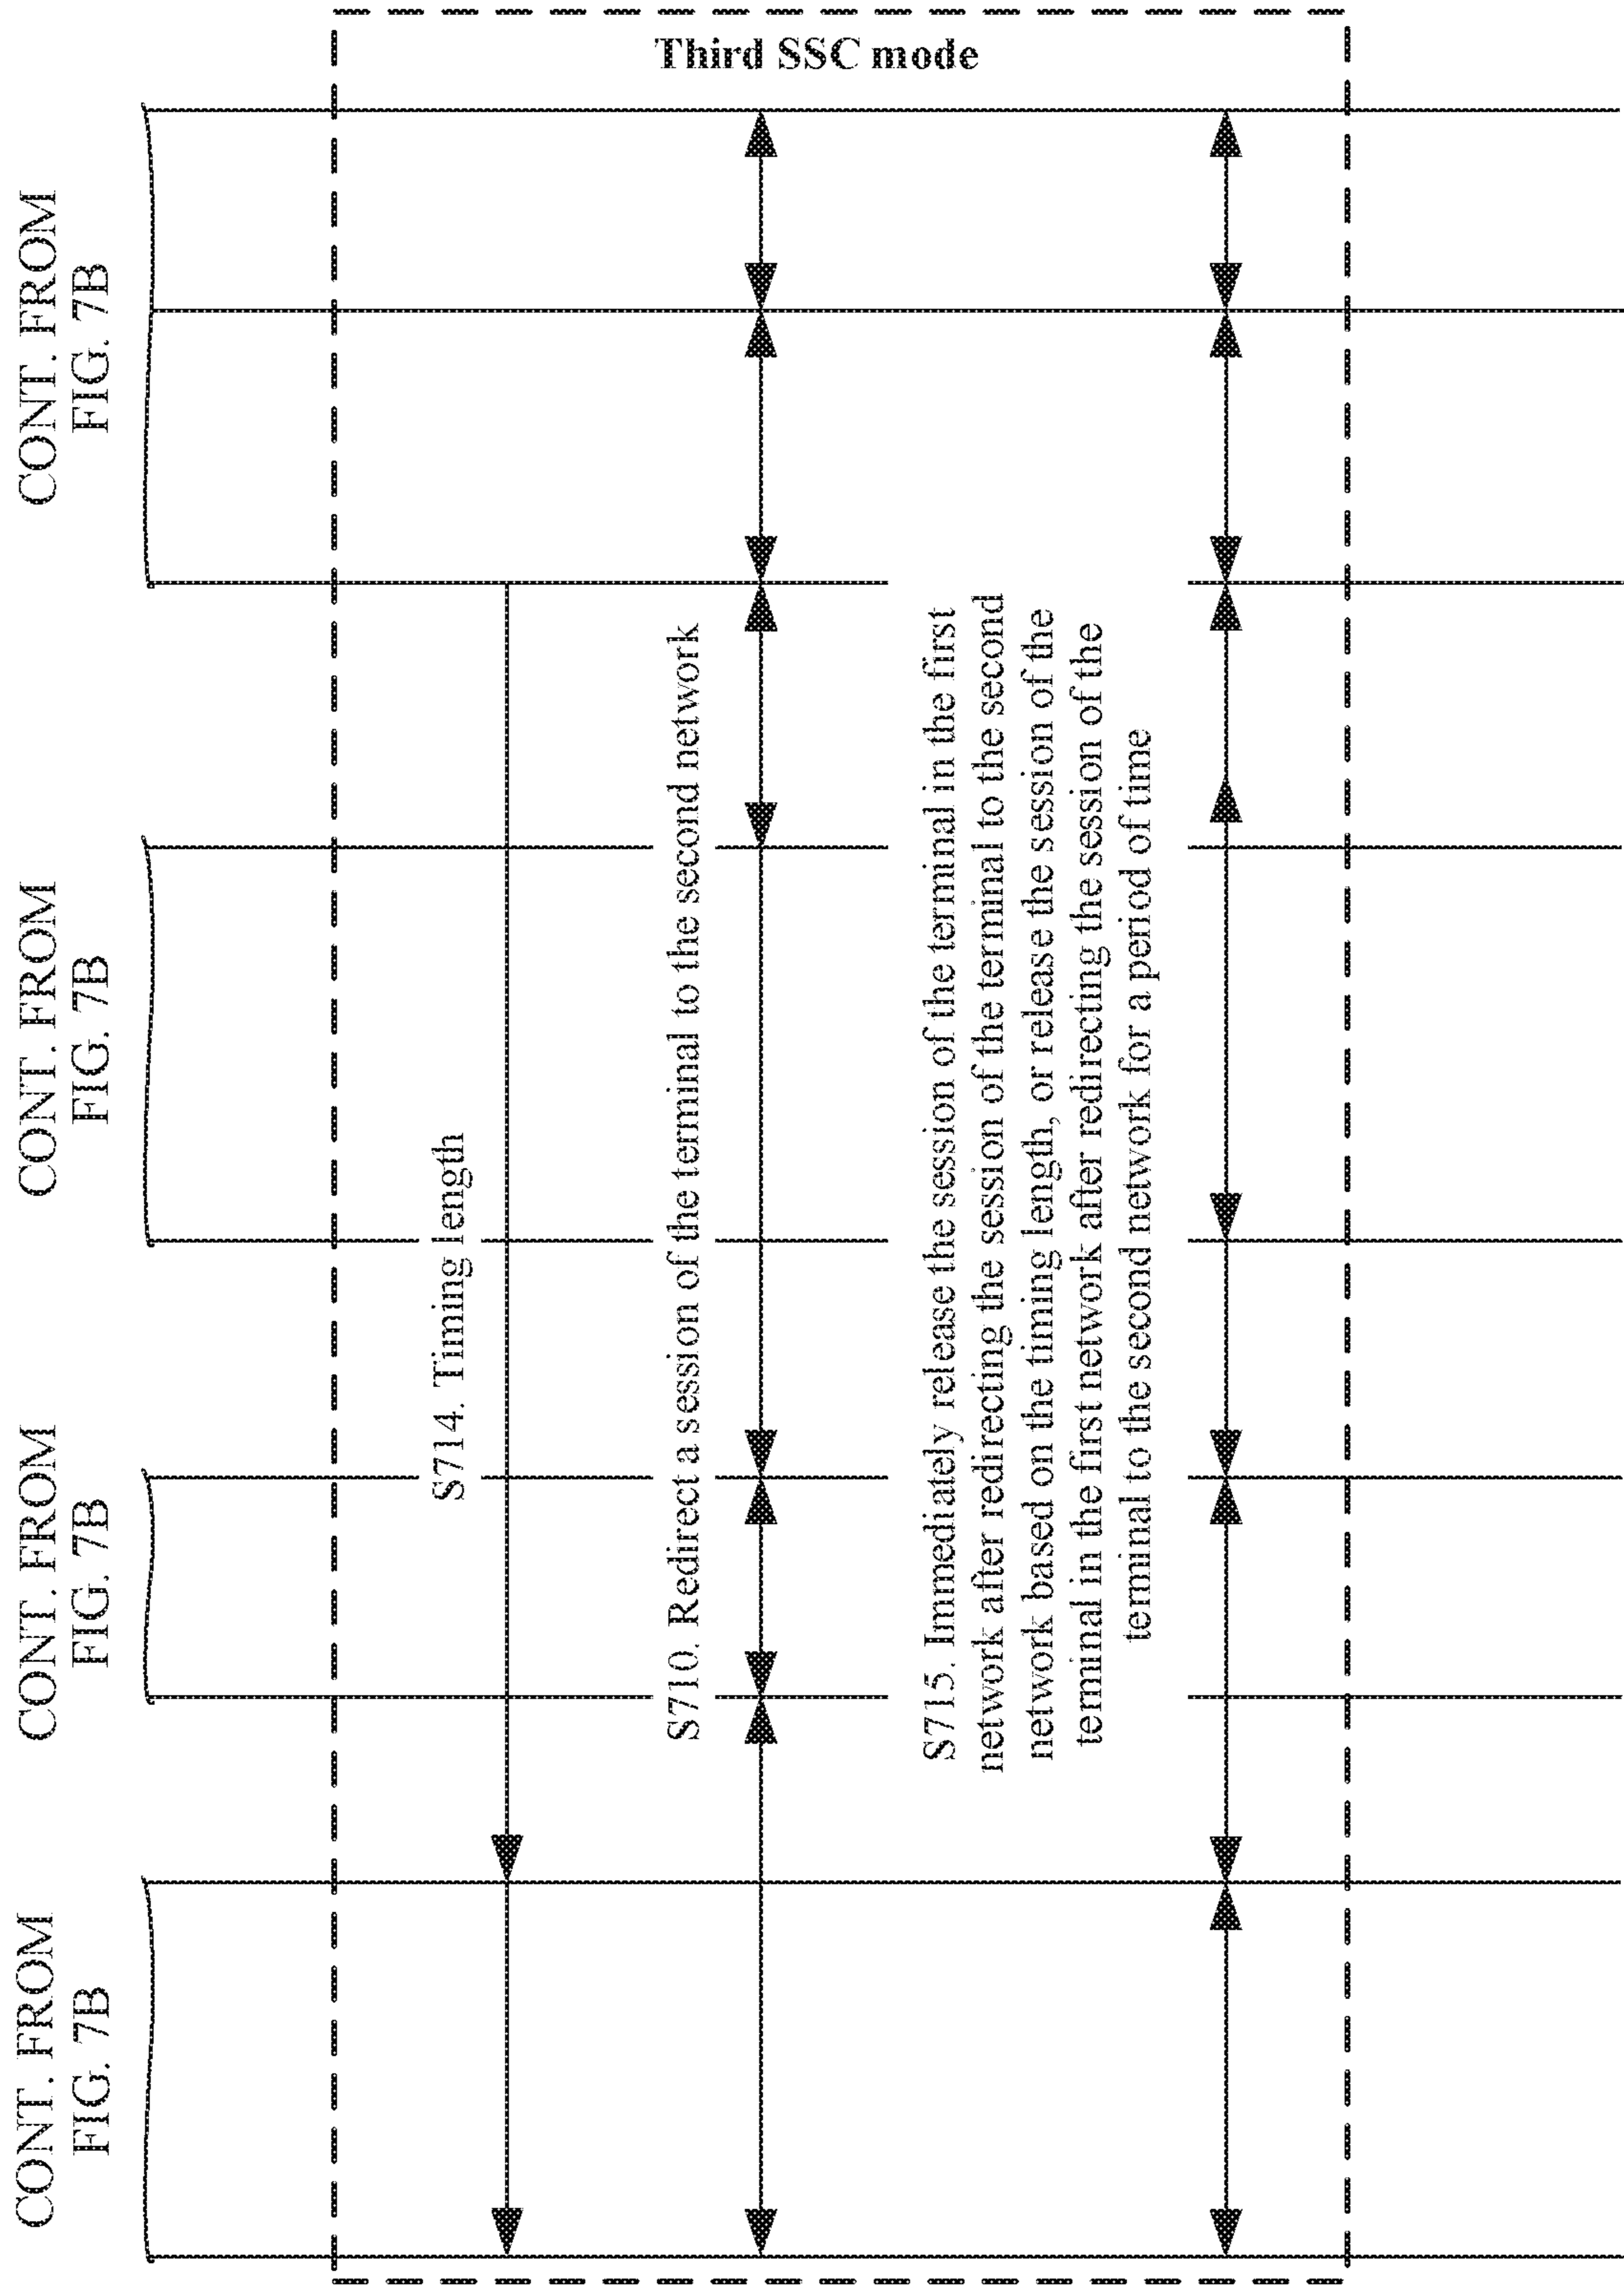 CONT. FROM
FIG. 7B
CONT. FROM
FIG. 7B
CONT. FROM
FIG. 7B
CONT. FROM
FIG. 7B
S714. Timing length
S710. Redirect a session of the terminal to the second network
S715. Immediately release the session of the terminal in the first
network after redirecting the session of the terminal to the second
network based on the timing length, or release the session of the
terminal in the first network after redirecting the session of the
terminal to the second network for a period of time
Third SSC mode